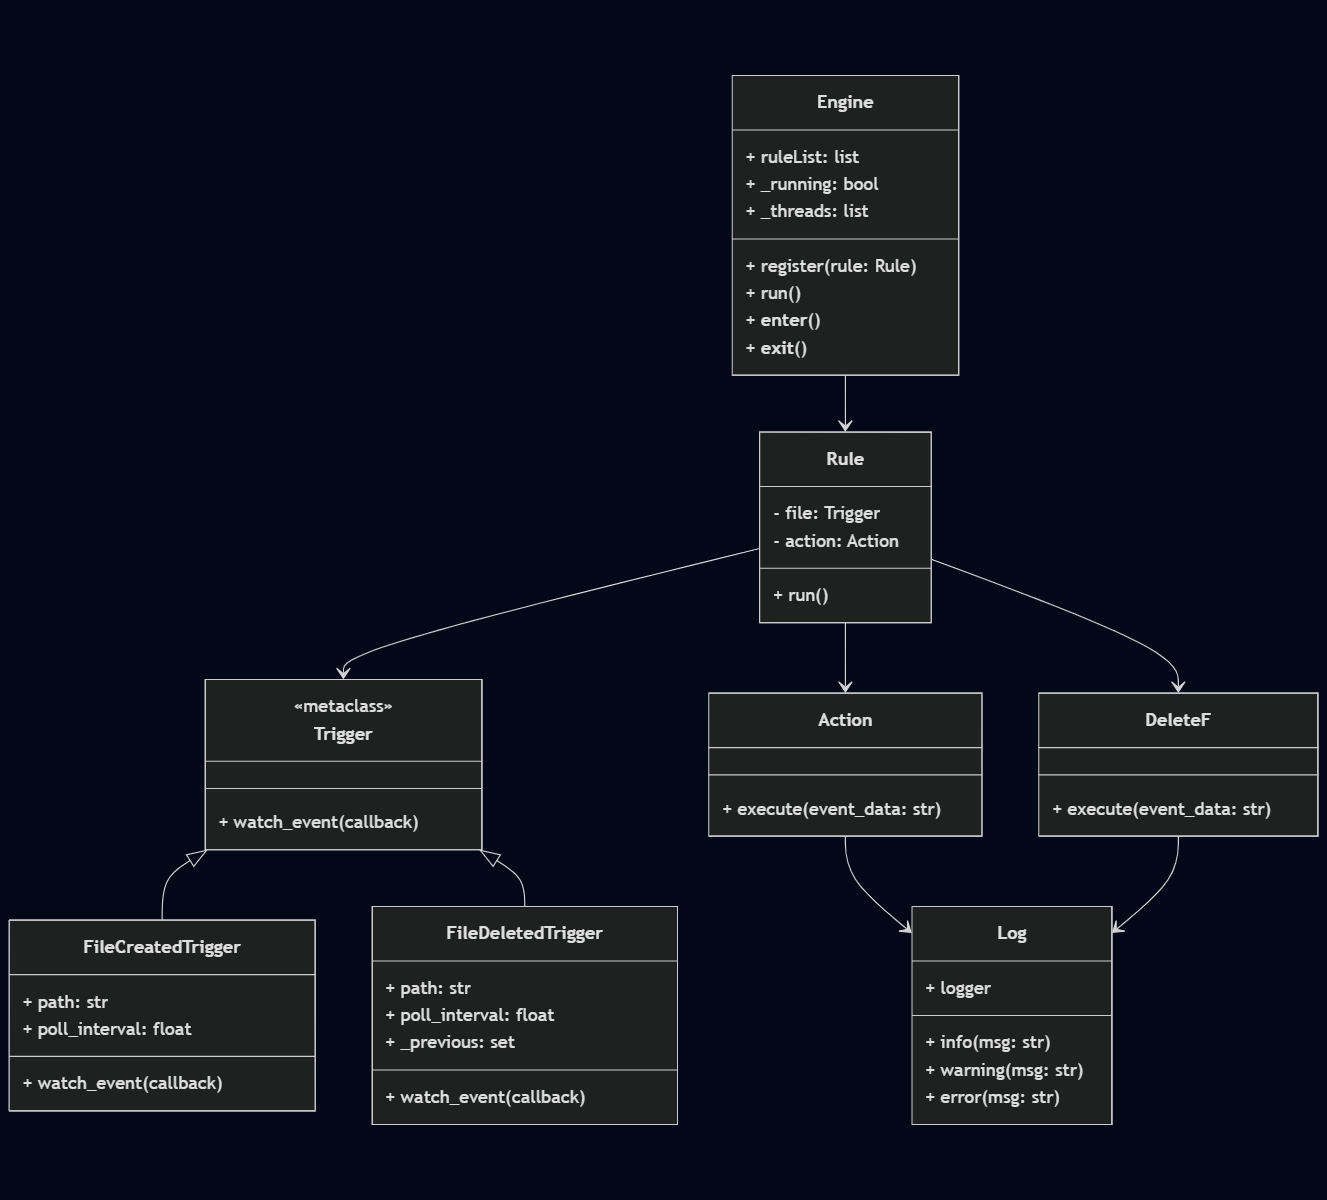 Engine
+ ruleList: list
+ _running: bool
+ _threads: list
+ register(rule: Rule)
+ run()
+ enter()
+ exit()
Rule
- file: Trigger
- action: Action
+ run()
«metaclass»
Trigger
+ watch_event(callback)
Action
+ execute(event_data: str)
DeleteF
+ execute(event_data: str)
FileCreatedTrigger
+ path: str
+ poll_interval: float
+ watch_event(callback)
FileDeletedTrigger
+ path: str
+ poll_interval: float
+ _previous: set
+ watch_event(callback)
Log
+ logger
+ info(msg: str)
+ warning(msg: str)
+ error(msg: str)